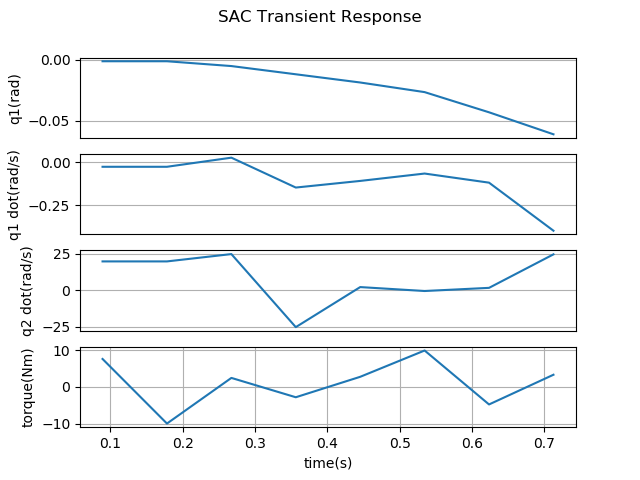 SAC Transient Response
q1(rad)
0.00
−0.05
q1 dot(rad/s)
0.00
−0.25
q2 dot(rad/s)
25
0
−25
torque(Nm)
10
0
−10
0.1 0.2 0.3 0.4 0.5 0.6 0.7
time(s)